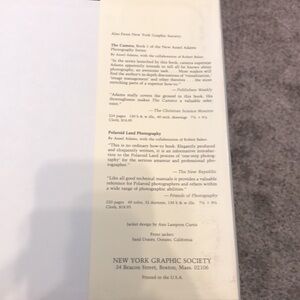 Also from New York Graphic Society
The Camera, Book 1 of the New Ansel Adams
Photography Series
By Ansel Adams, with the collaboration of Robert Baker
"In the series launched by this book, camera superstar
Adams apparently intends to tell all he knows about
photography, an awesome task. . . . Most readers will
find the author's in-depth discussions of 'visualization,'
'image management' and other theories . . . the most
stimulating sections of the work."
— Publishers Weekly
"Adams really covers the ground in this book. His
thoroughness makes The Camera a valuable refer-
ence."
— The Christian Science Monitor
Polaroid Land Photography
By Ansel Adams, with the collaboration of Robert Baker
"This is no ordinary how-to book. Elegantly produced
and eloquently written, it is an informative introduc-
tion to the Polaroid Land process of 'one-step photog-
raphy' for the serious amateur and professional pho-
tographer."
— The New Republic
"Like all good technical manuals it provides a valuable
reference for Polaroid photographers and others within
a wide range of photographic abilities."
— Friends of Photography
Jacket design by Ann Lampton Curtis
Front jacket:
Sand Dunes, Oceano, California
NEW YORK GRAPHIC SOCIETY
34 Beacon Street, Boston, Mass. 02106
Printed in the U.S.A.